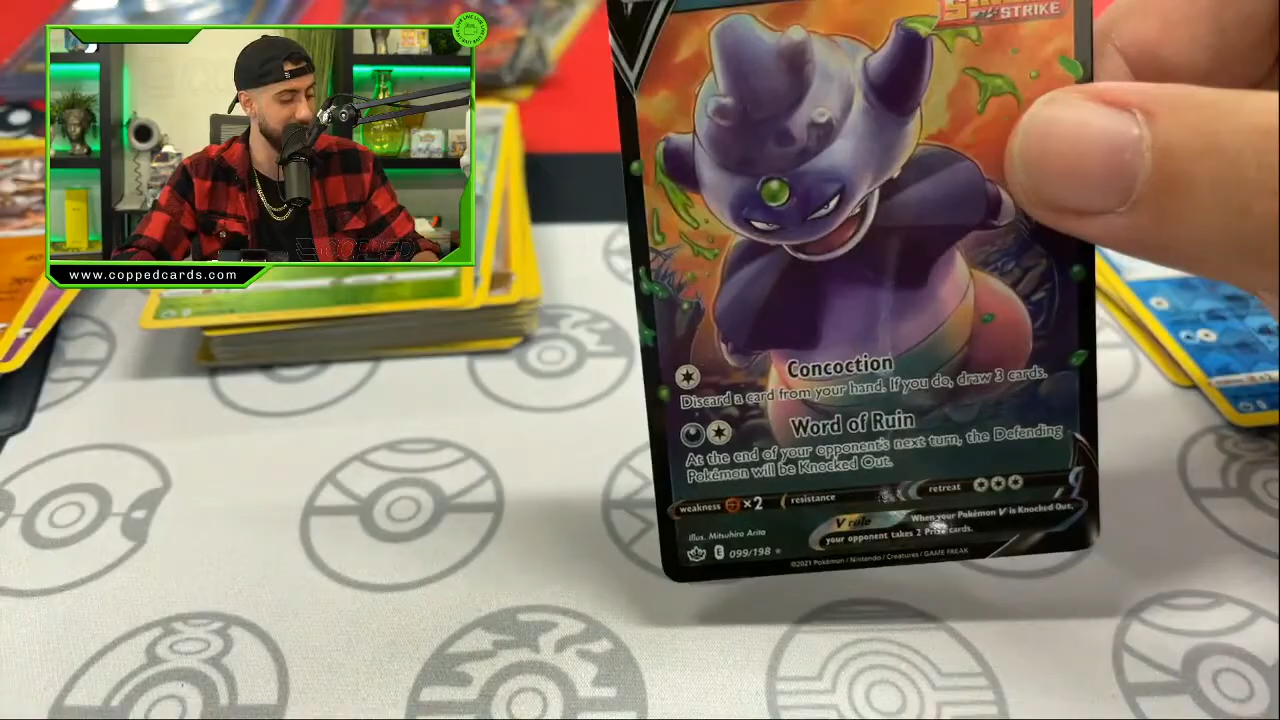 STRIKE
www.coppedcards.com
COPPED
Concoction
Discard a card from your hand. If you do, draw 3 cards.
Word of Ruin
At the end of your opponent's next turn, the Defending
Pokémon will be Knocked Out.
weakness ×2 resistance retreat
Illus. Mitsuhiro Arita
V rule When your Pokémon V is Knocked Out,
your opponent takes 2 Prize cards.
E 099/198
©2021 Pokémon / Nintendo / Creatures / GAME FREAK